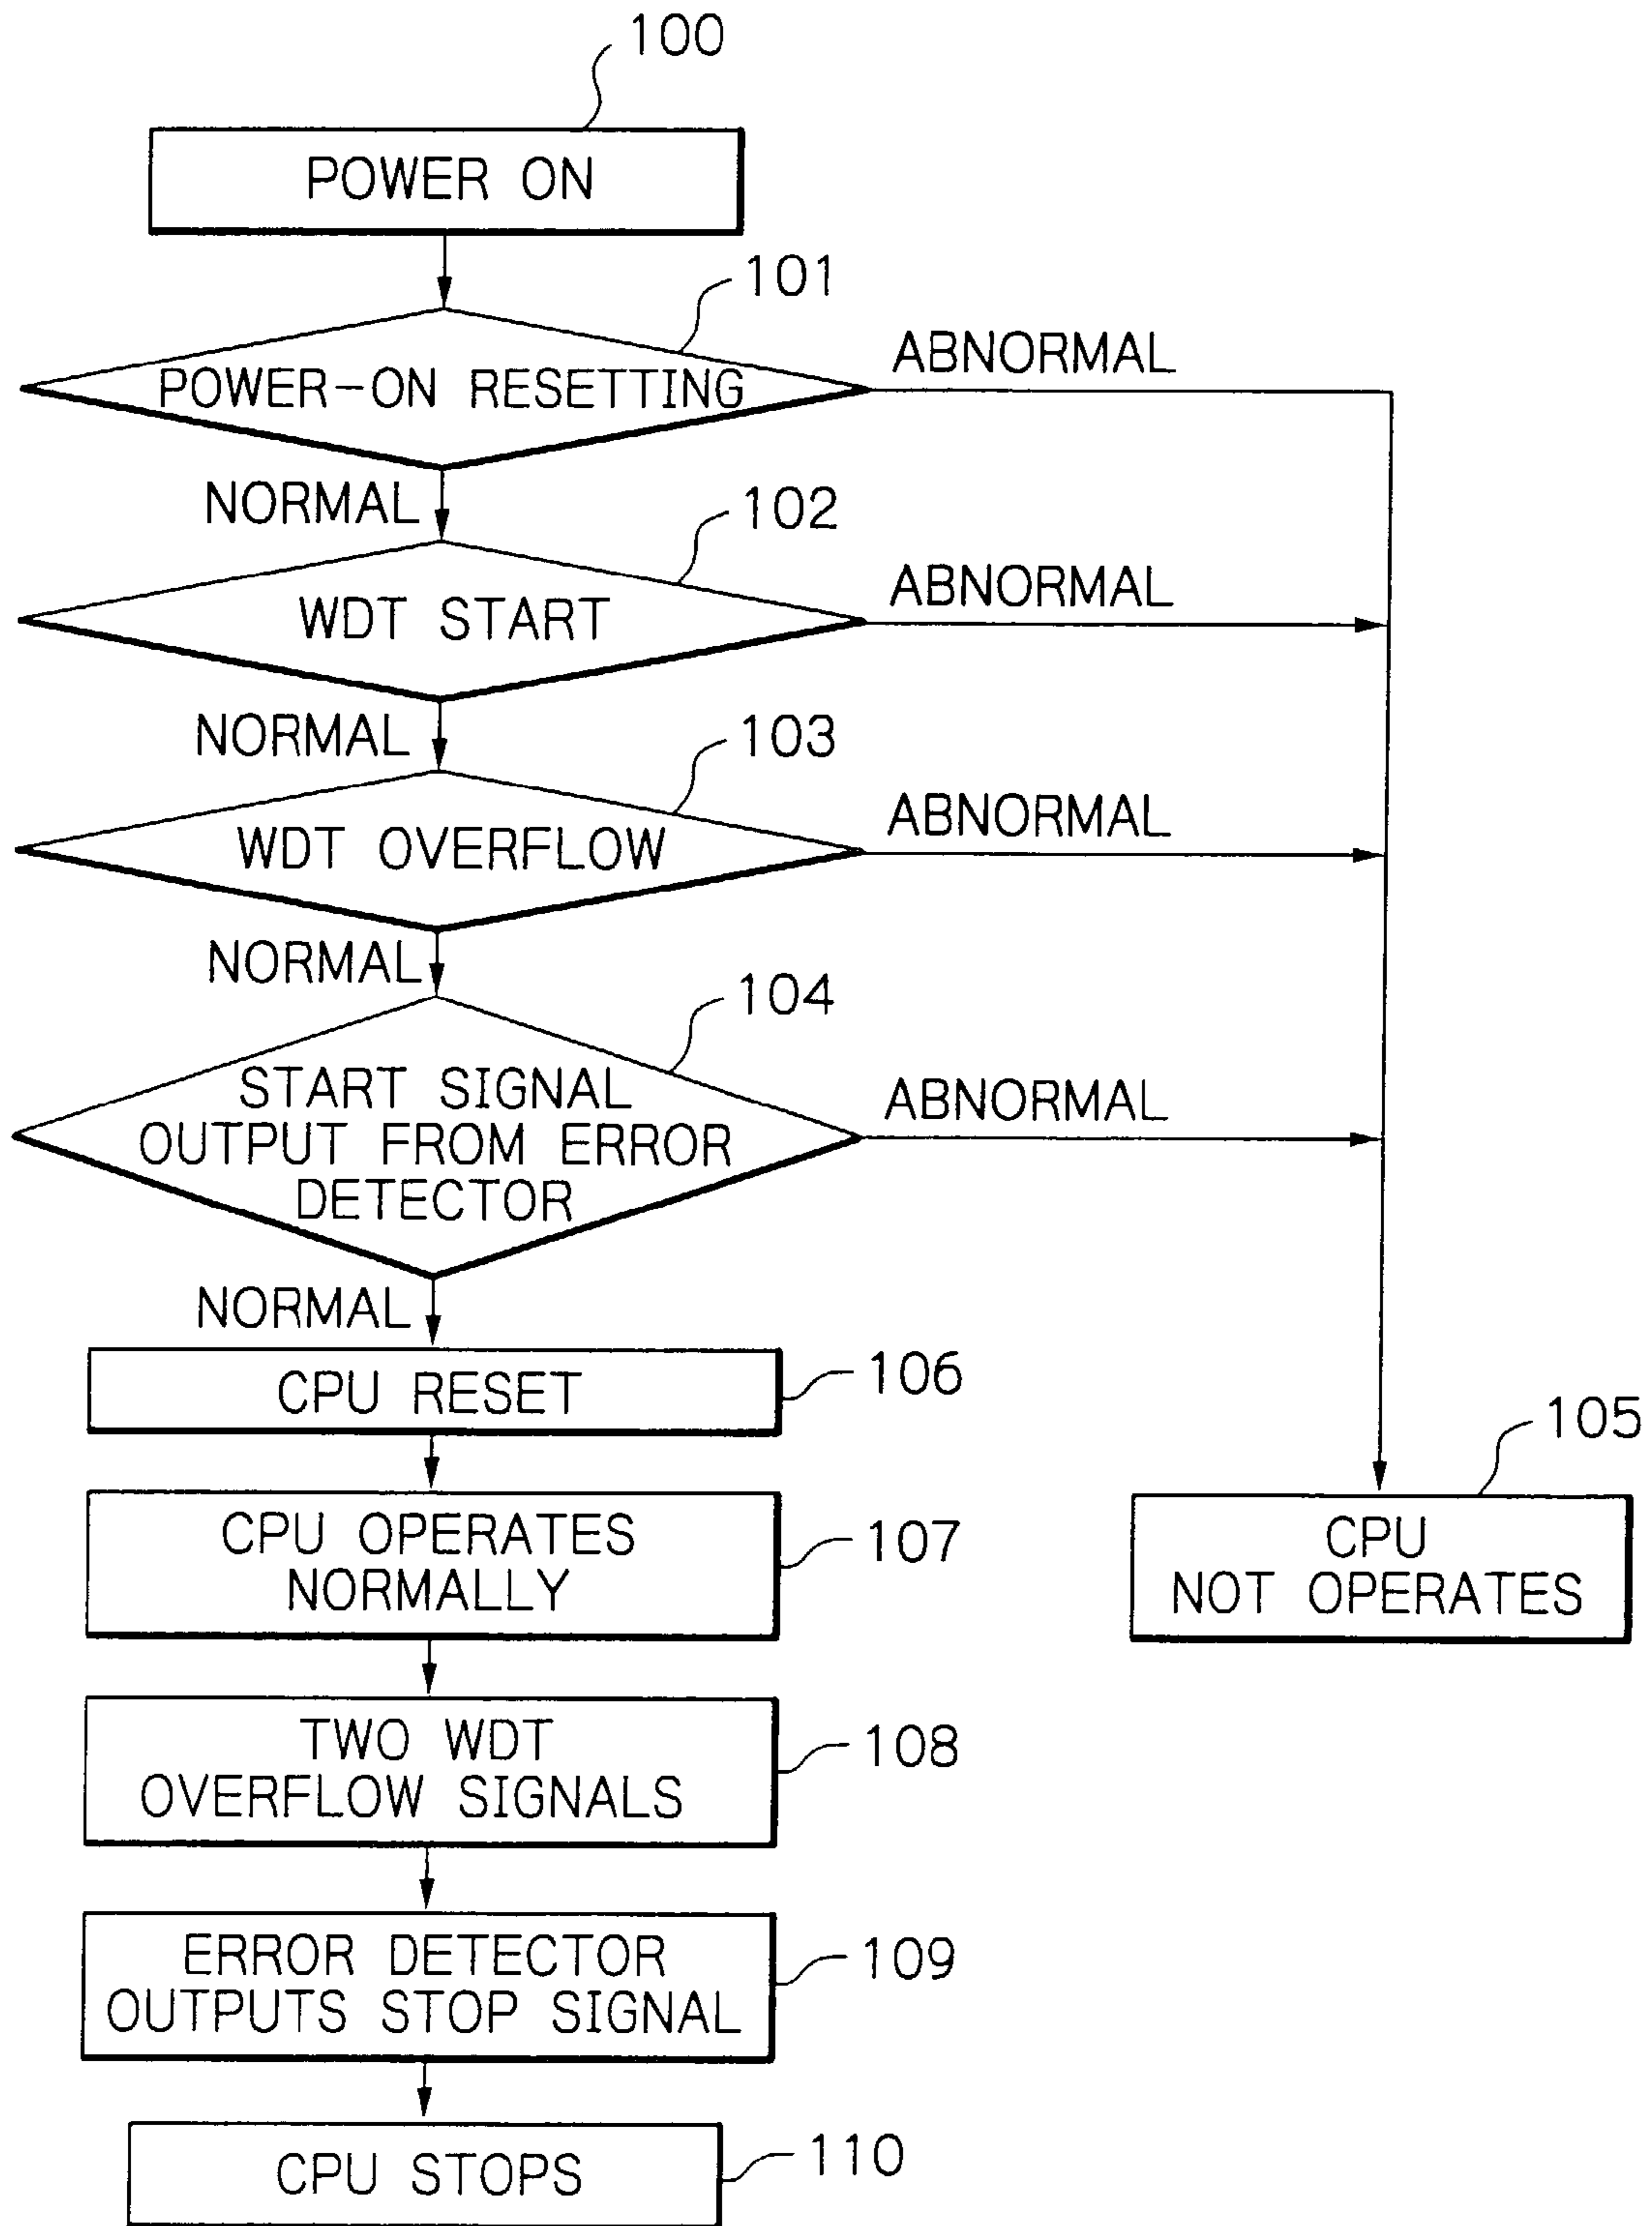 100
POWER ON
101
POWER-ON RESETTING
ABNORMAL
NORMAL
102
WDT START
ABNORMAL
NORMAL
103
WDT OVERFLOW
ABNORMAL
NORMAL
104
START SIGNAL
OUTPUT FROM ERROR
DETECTOR
ABNORMAL
NORMAL
CPU RESET
106
105
CPU OPERATES
NORMALLY
107
CPU
NOT OPERATES
TWO WDT
OVERFLOW SIGNALS
108
ERROR DETECTOR
OUTPUTS STOP SIGNAL
109
CPU STOPS
110